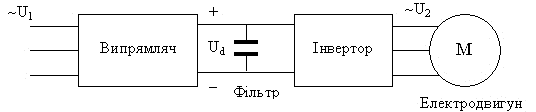 ~U1 + ~U2
Випрямляч Ud Інвертор М
– Фільтр
Електродвигун